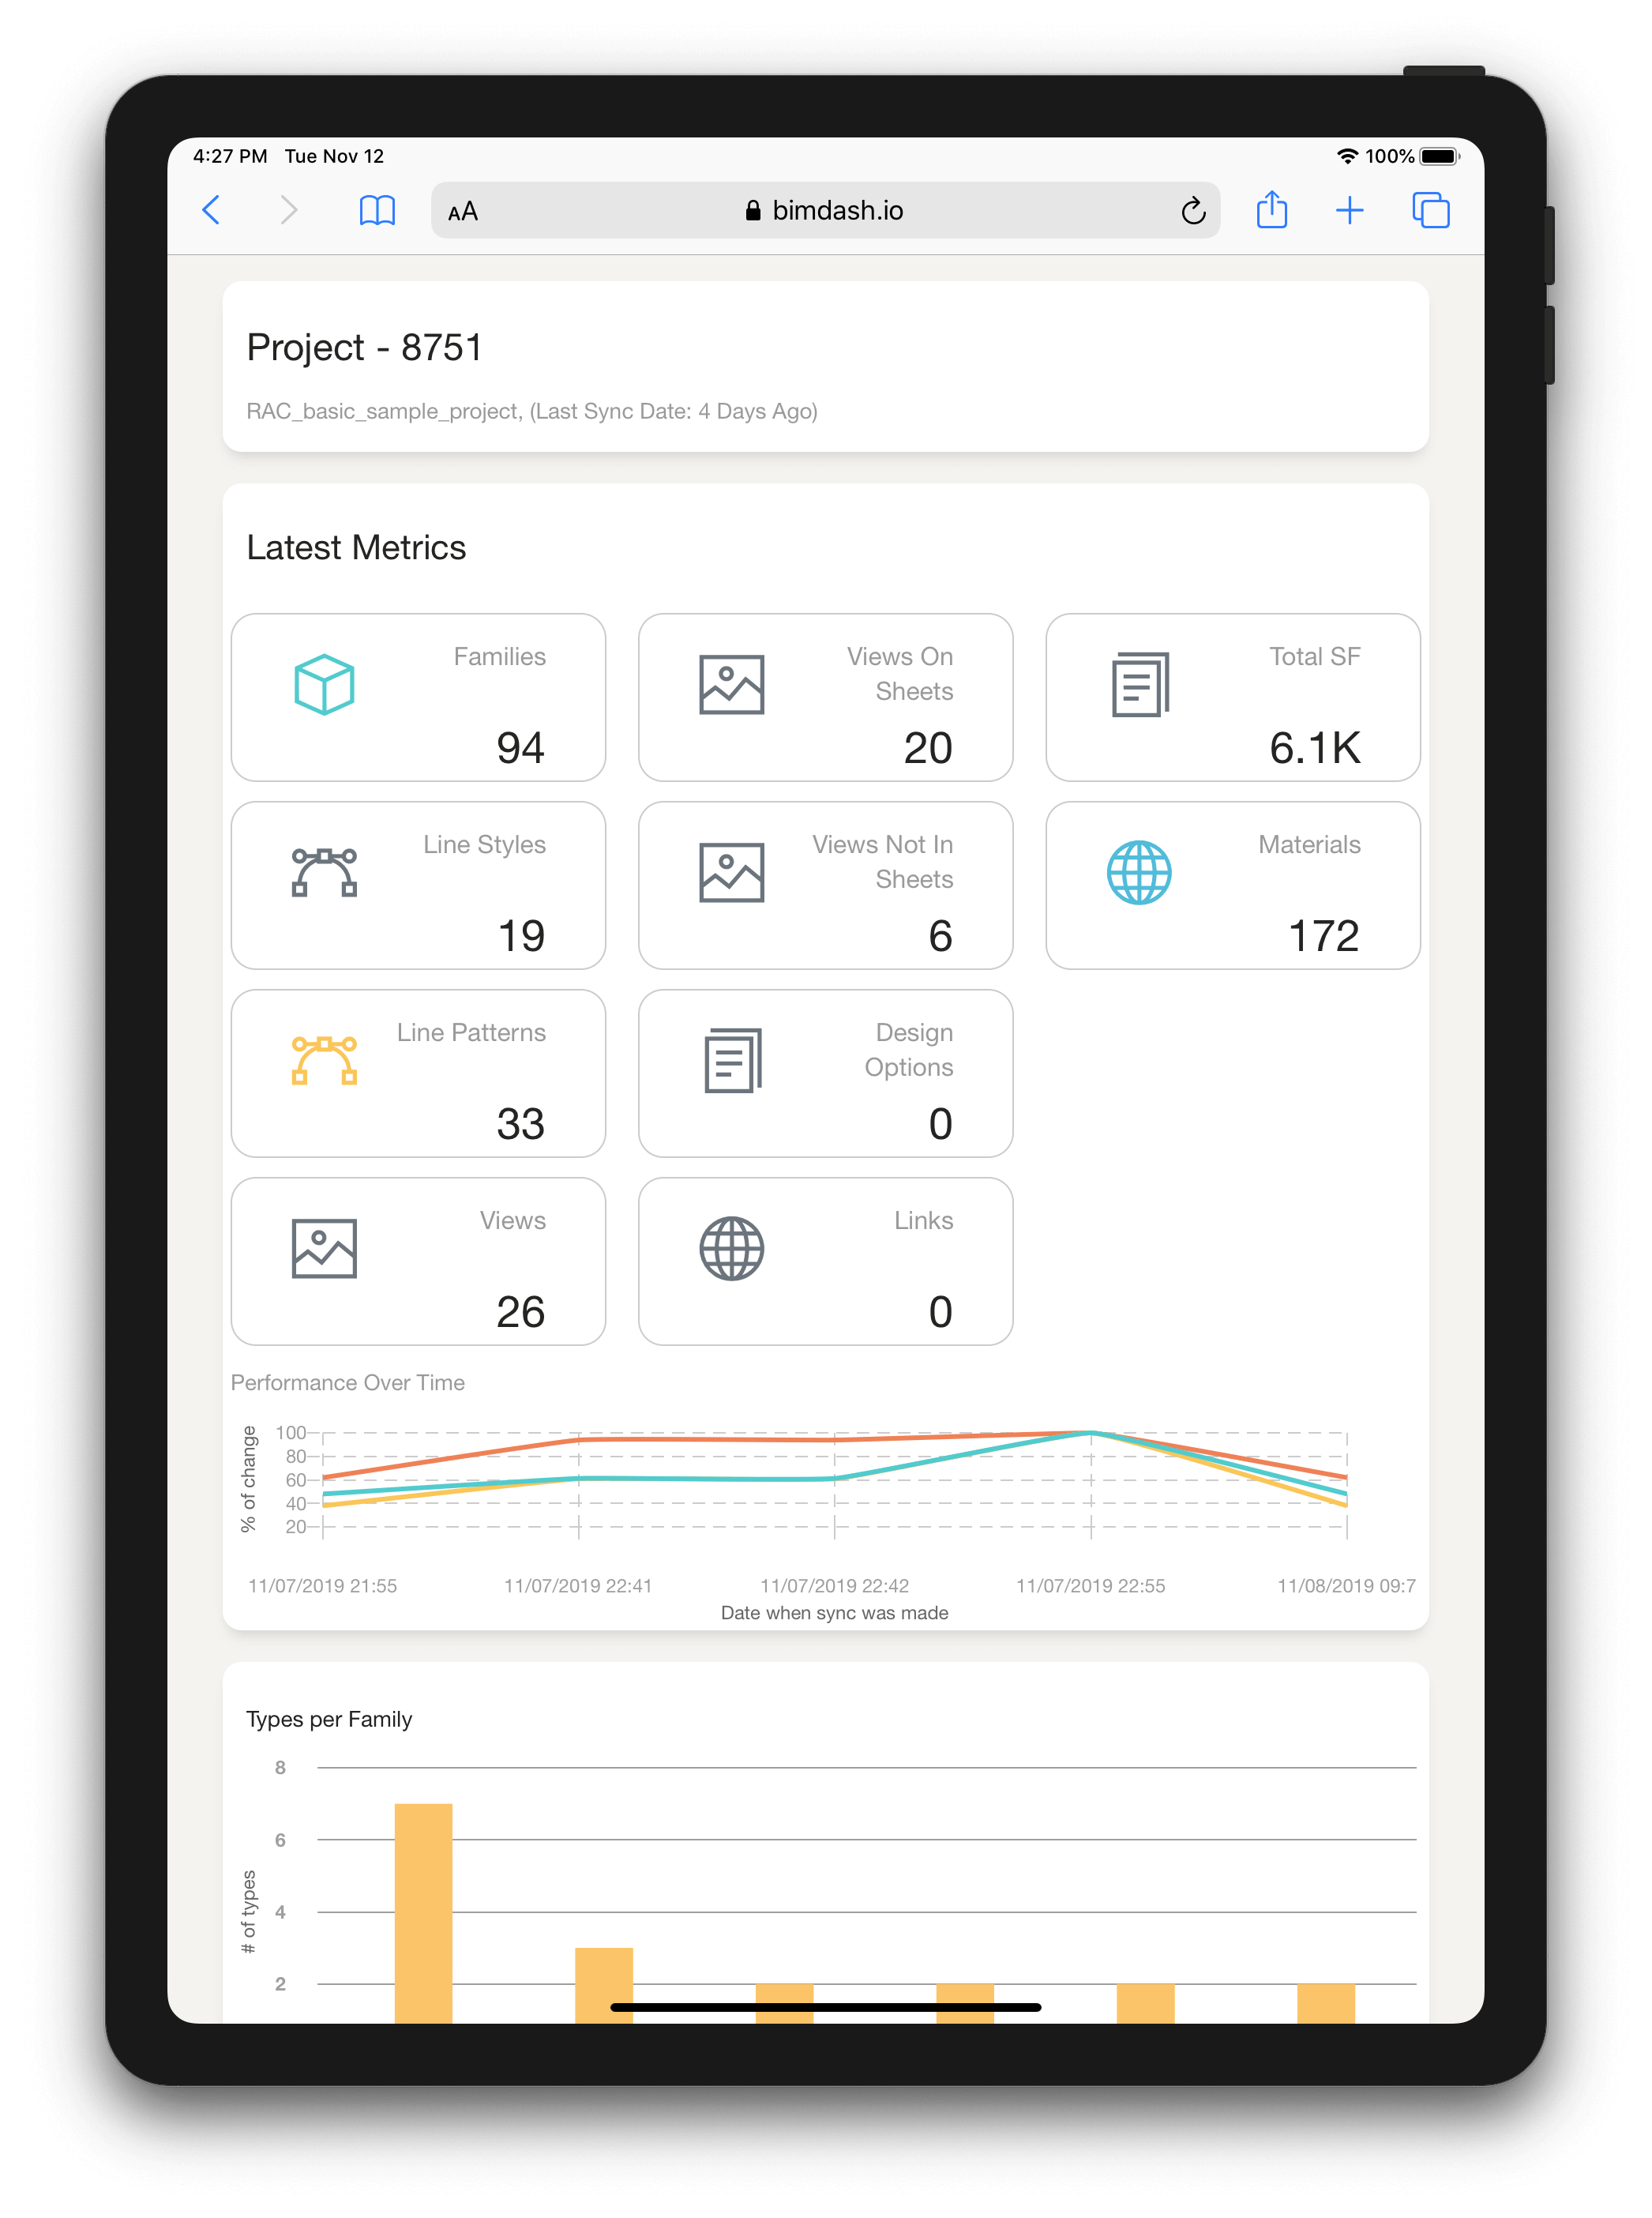 4:27 PM Tue Nov 12 100%
AA bimdash.io
Project - 8751
RAC_basic_sample_project, (Last Sync Date: 4 Days Ago)
Latest Metrics
Families
94
Views On
Sheets
20
Total SF
6.1K
Line Styles
19
Views Not In
Sheets
6
Materials
172
Line Patterns
33
Design
Options
0
Views
26
Links
0
Performance Over Time
% of change
100
80
60
40
20
11/07/2019 21:55 11/07/2019 22:41 11/07/2019 22:42 11/07/2019 22:55 11/08/2019 09:7
Date when sync was made
Types per Family
# of types
8
6
4
2